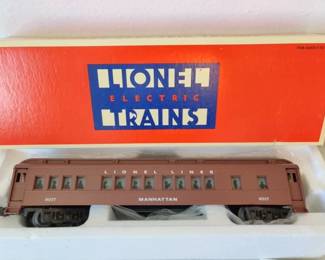 LIONEL
ELECTRIC
TRAINS
LIONEL LINES
MANHATTAN